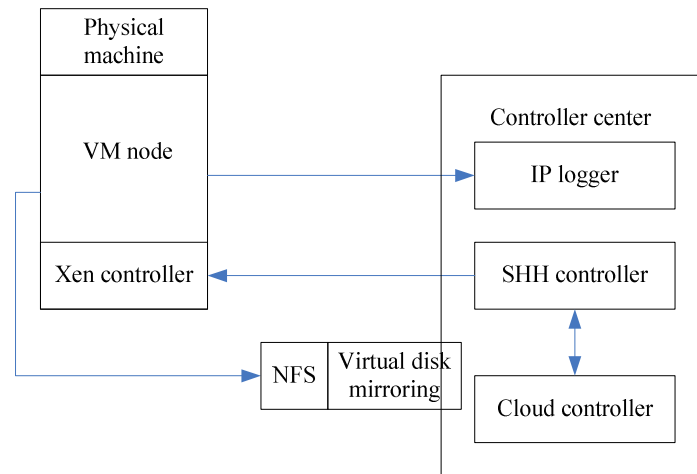 Physical
machine
VM node
Xen controller
Controller center
IP logger
SHH controller
Cloud controller
NFS
Virtual disk
mirroring